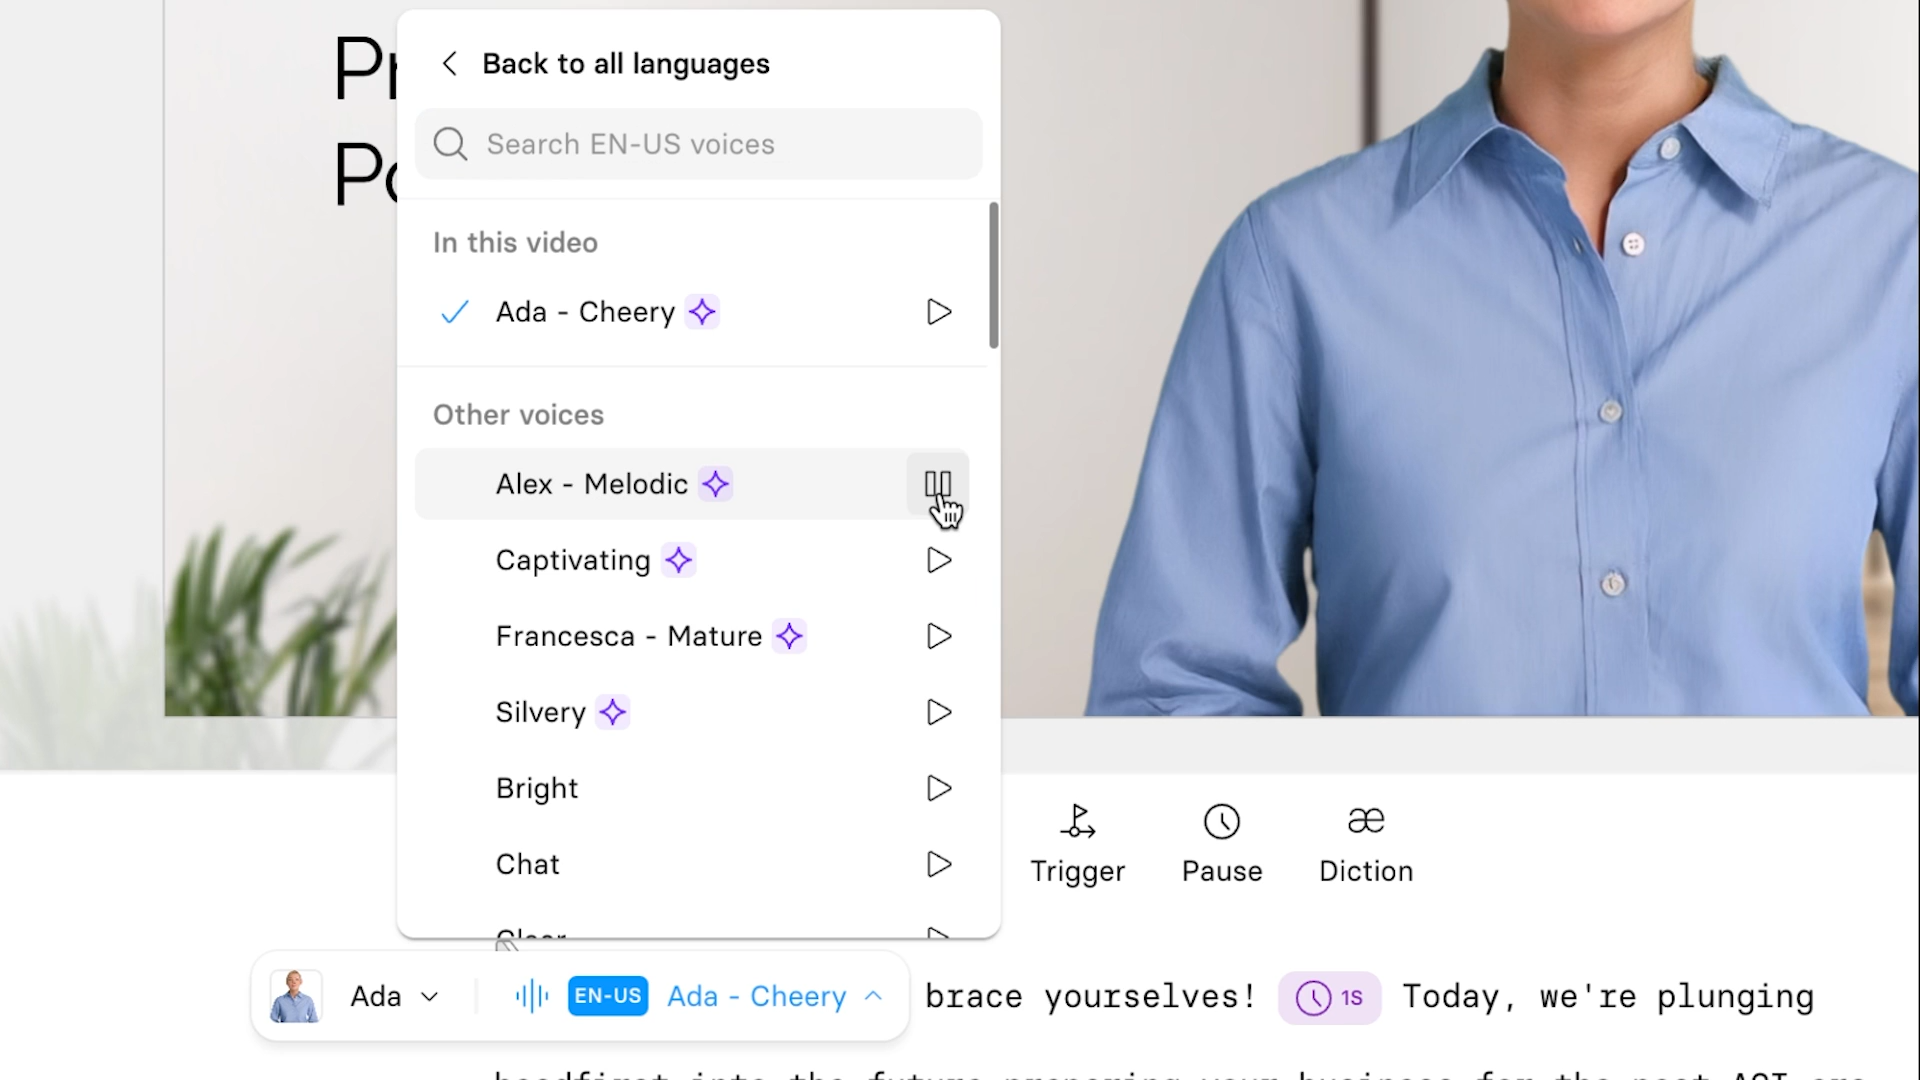 Back to all languages
Search EN-US voices
In this video
Ada - Cheery
Other voices
Alex - Melodic
Captivating
Francesca - Mature
Silvery
Bright
Chat
Clear
Trigger
Pause
æ
Diction
Ada
EN-US
Ada - Cheery
brace yourselves! 1S Today, we're plunging